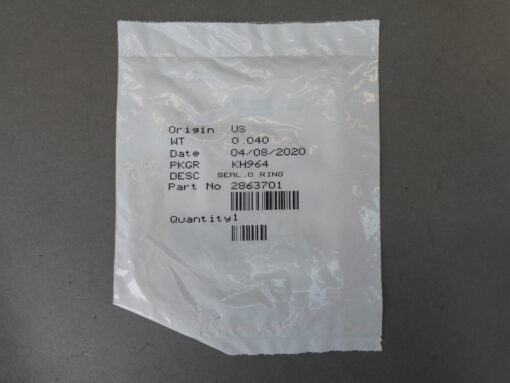 Origin US
WT 0.040
Date 04/08/2020
PKGR KH964
DESC SEAL.O RING
Part No 2863701
Quantity1